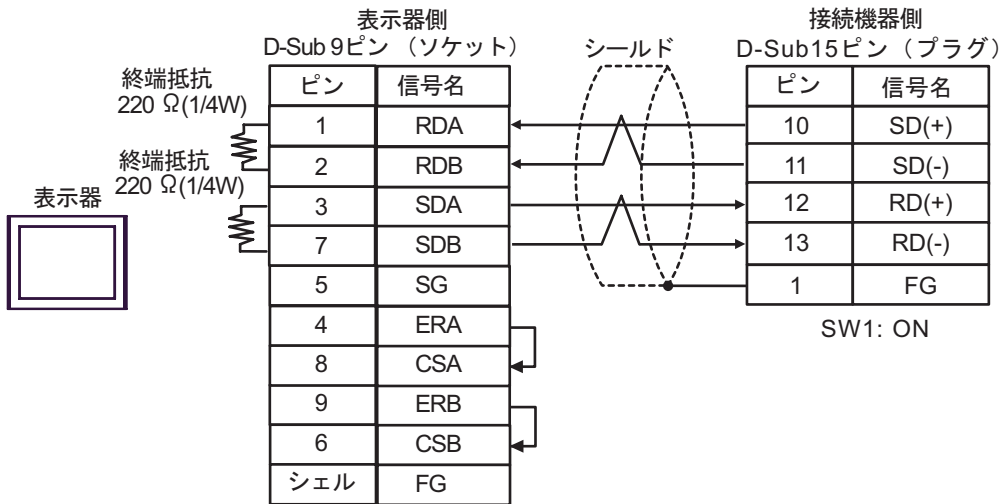 表示器側
D-Sub 9ピン （ソケット）
シールド
接続機器側
D-Sub15ピン（プラグ）
終端抵抗
220 Ω(1/4W)
終端抵抗
220 Ω(1/4W)
表示器
ピン 信号名
1 RDA
2 RDB
3 SDA
7 SDB
5 SG
4 ERA
8 CSA
9 ERB
6 CSB
シェル FG
ピン 信号名
10 SD(+)
11 SD(-)
12 RD(+)
13 RD(-)
1 FG
SW1: ON